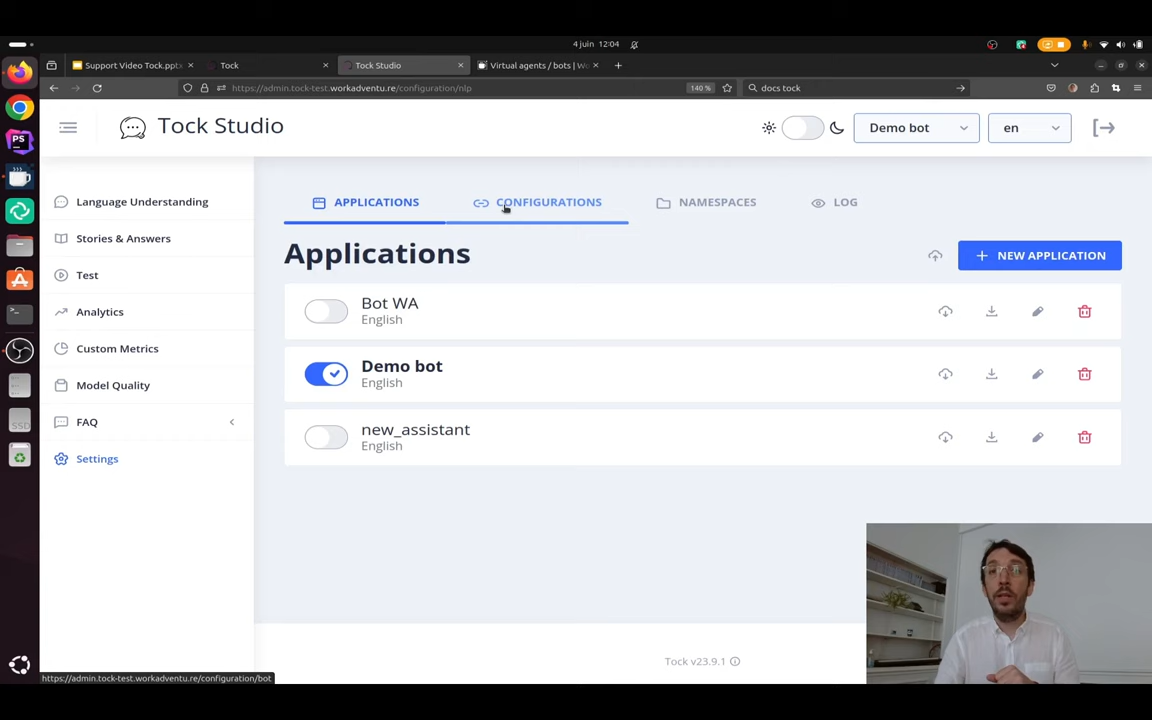 4 juin 12:04
Support Video Tock.pptx
Tock
Tock Studio
Virtual agents / bots | Wo
https://admin.tock-test.workadventu.re/configuration/nlp
140 %
docs tock
PS
Tock Studio
Demo bot
en
Language Understanding
Stories & Answers
Test
Analytics
Custom Metrics
Model Quality
FAQ
Settings
APPLICATIONS
CONFIGURATIONS
NAMESPACES
LOG
Applications
NEW APPLICATION
Bot WA
English
Demo bot
English
new_assistant
English
SSD
Tock v23.9.1
https://admin.tock-test.workadventu.re/configuration/bot